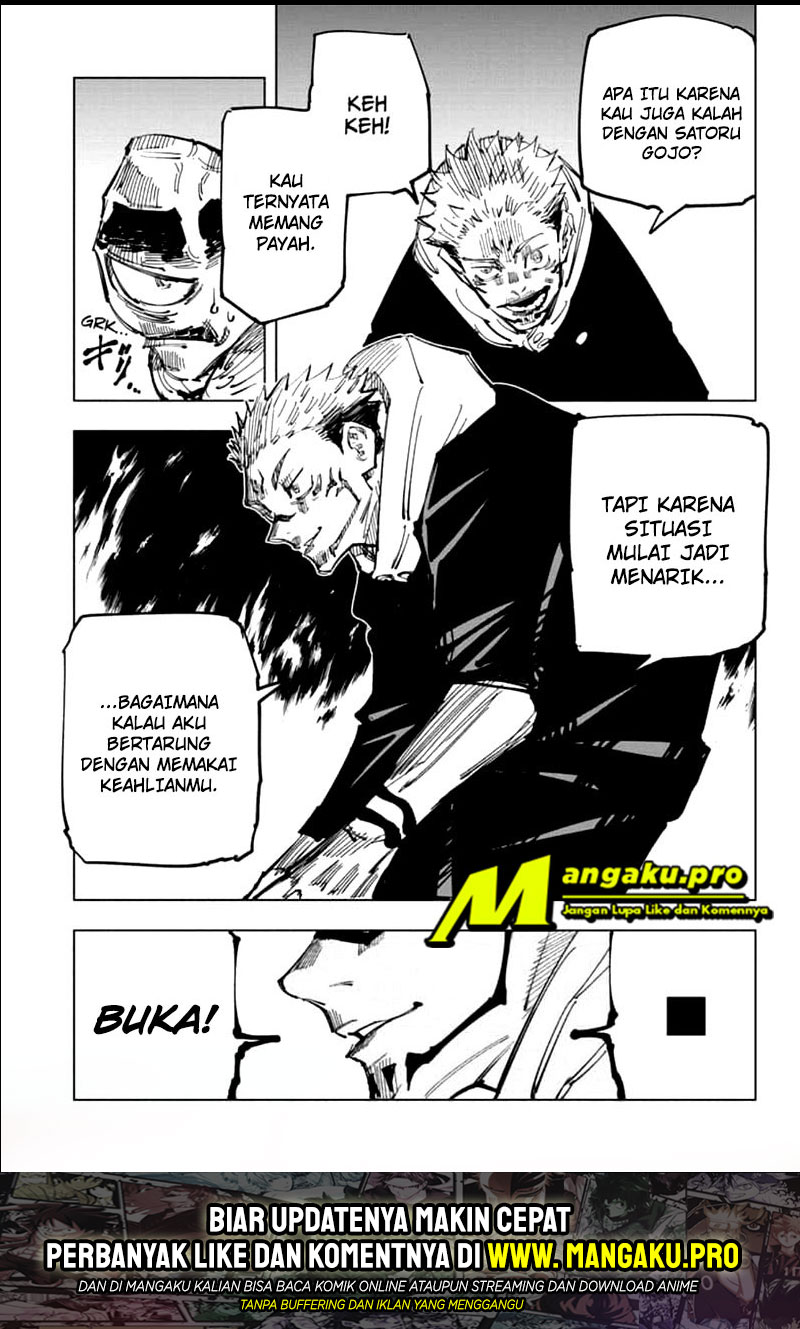 APA ITU KARENA
KAU JUGA KALAH
DENGAN SATORU
GOJO?
KEH
KEH!
KAU
TERNYATA
MEMANG
PAYAH.
GRK...
ギリ...
TAPI KARENA
SITUASI
MULAI JADI
MENARIK...
...BAGAIMANA
KALAU AKU
BERTARUNG
DENGAN MEMAKAI
KEAHLIANMU.
Mangaku.pro
Jangan Lupa Like dan Komennya
BUKA!
■
BIAR UPDATENYA MAKIN CEPAT
PERBANYAK LIKE DAN KOMENTNYA DI WWW. MANGAKU.PRO
DAN DI MANGAKU KALIAN BISA BACA KOMIK ONLINE ATAUPUN STREAMING DAN DOWNLOAD ANIME
TANPA BUFFERING DAN IKLAN YANG MENGGANGU